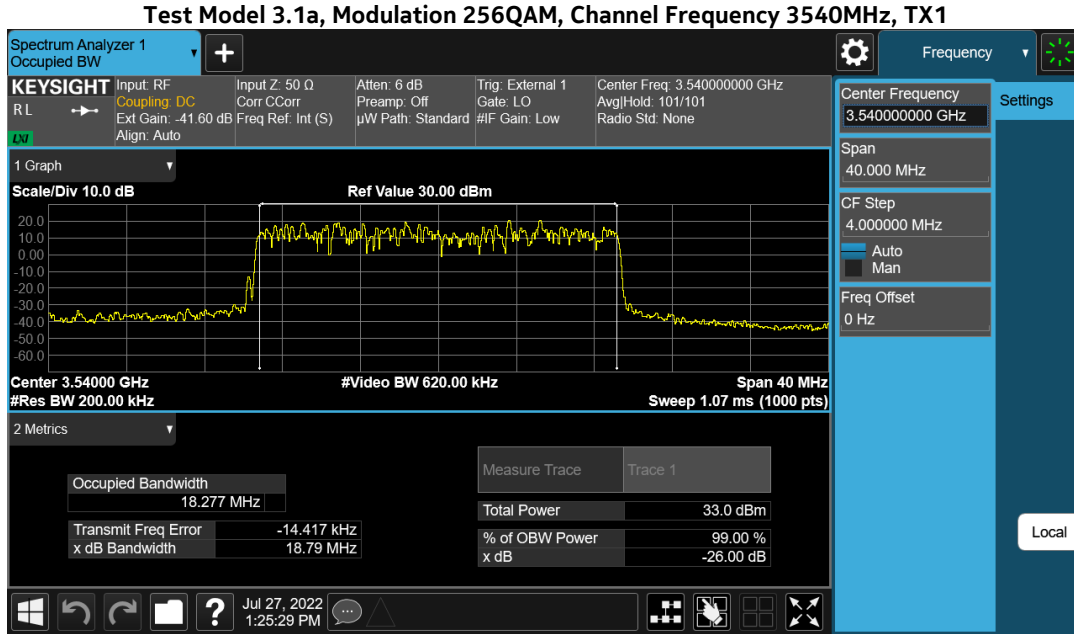 Test Model 3.1a, Modulation 256QAM, Channel Frequency 3540MHz, TX1
Spectrum Analyzer 1
Occupied BW
+
Frequency
KEYSIGHT
R L
LXI
Input: RF
Coupling: DC
Ext Gain: -41.60 dB
Align: Auto
Input Z: 50 Ω
Corr CCorr
Freq Ref: Int (S)
Atten: 6 dB
Preamp: Off
µW Path: Standard
Trig: External 1
Gate: LO
#IF Gain: Low
Center Freq: 3.540000000 GHz
Avg|Hold: 101/101
Radio Std: None
Center Frequency
3.540000000 GHz
Settings
Span
40.000 MHz
CF Step
4.000000 MHz
Auto
Man
Freq Offset
0 Hz
1 Graph
Scale/Div 10.0 dB
Ref Value 30.00 dBm
20.0
10.0
0.00
-10.0
-20.0
-30.0
-40.0
-50.0
-60.0
Center 3.54000 GHz
#Video BW 620.00 kHz
Span 40 MHz
#Res BW 200.00 kHz
Sweep 1.07 ms (1000 pts)
2 Metrics
Measure Trace
Trace 1
Occupied Bandwidth
18.277 MHz
Total Power
33.0 dBm
Transmit Freq Error
-14.417 kHz
% of OBW Power
99.00 %
x dB Bandwidth
18.79 MHz
x dB
-26.00 dB
Local
?
Jul 27, 2022
1:25:29 PM